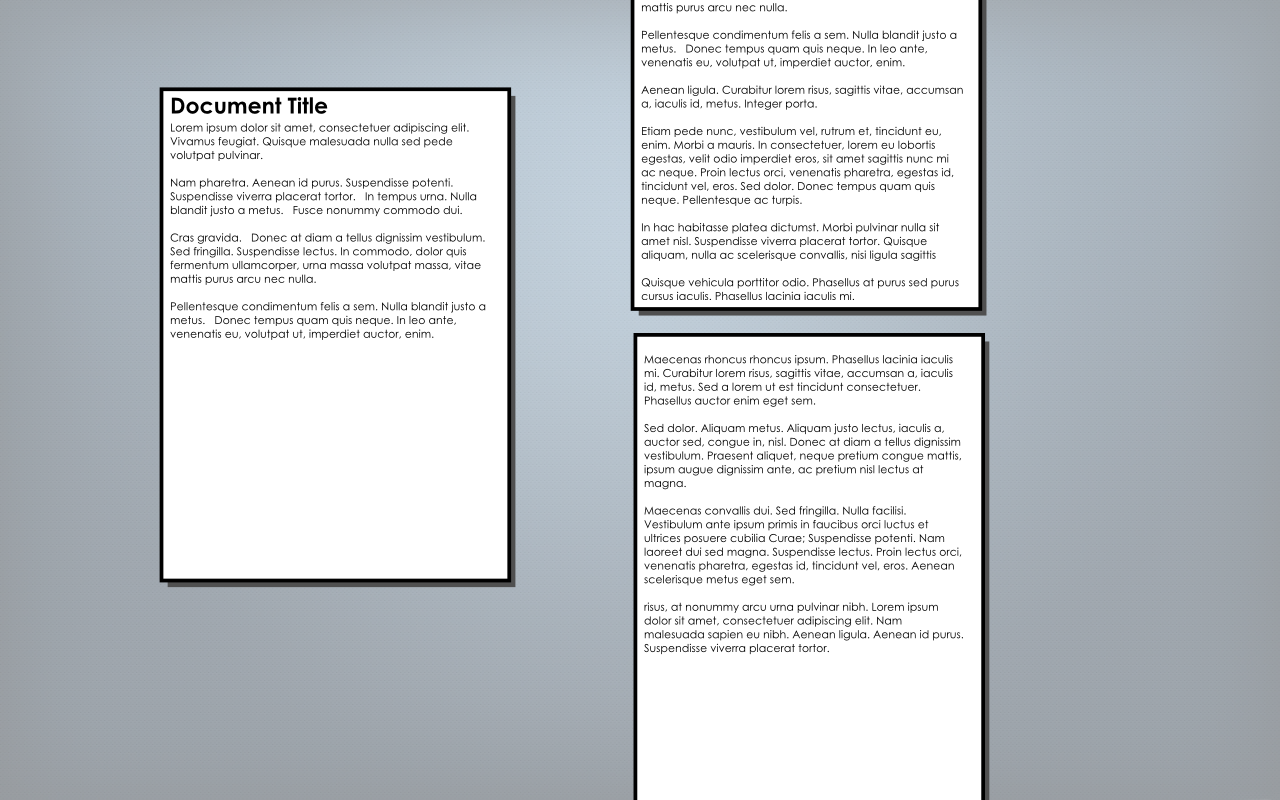 Document Title
Lorem ipsum dolor sit amet, consectetuer adipiscing elit.
Vivamus feugiat. Quisque malesuada nulla sed pede
volutpat pulvinar.
Nam pharetra. Aenean id purus. Suspendisse potenti.
Suspendisse viverra placerat tortor.   In tempus urna. Nulla
blandit justo a metus.   Fusce nonummy commodo dui.
Cras gravida.   Donec at diam a tellus dignissim vestibulum.
Sed fringilla. Suspendisse lectus. In commodo, dolor quis
fermentum ullamcorper, urna massa volutpat massa, vitae
mattis purus arcu nec nulla.
Pellentesque condimentum felis a sem. Nulla blandit justo a
metus.   Donec tempus quam quis neque. In leo ante,
venenatis eu, volutpat ut, imperdiet auctor, enim.
mattis purus arcu nec nulla.
Pellentesque condimentum felis a sem. Nulla blandit justo a
metus.   Donec tempus quam quis neque. In leo ante,
venenatis eu, volutpat ut, imperdiet auctor, enim.
Aenean ligula. Curabitur lorem risus, sagittis vitae, accumsan
a, iaculis id, metus. Integer porta.
Etiam pede nunc, vestibulum vel, rutrum et, tincidunt eu,
enim. Morbi a mauris. In consectetuer, lorem eu lobortis
egestas, velit odio imperdiet eros, sit amet sagittis nunc mi
ac neque. Proin lectus orci, venenatis pharetra, egestas id,
tincidunt vel, eros. Sed dolor. Donec tempus quam quis
neque. Pellentesque ac turpis.
In hac habitasse platea dictumst. Morbi pulvinar nulla sit
amet nisl. Suspendisse viverra placerat tortor. Quisque
aliquam, nulla ac scelerisque convallis, nisi ligula sagittis
Quisque vehicula porttitor odio. Phasellus at purus sed purus
cursus iaculis. Phasellus lacinia iaculis mi.
Maecenas rhoncus rhoncus ipsum. Phasellus lacinia iaculis
mi. Curabitur lorem risus, sagittis vitae, accumsan a, iaculis
id, metus. Sed a lorem ut est tincidunt consectetuer.
Phasellus auctor enim eget sem.
Sed dolor. Aliquam metus. Aliquam justo lectus, iaculis a,
auctor sed, congue in, nisl. Donec at diam a tellus dignissim
vestibulum. Praesent aliquet, neque pretium congue mattis,
ipsum augue dignissim ante, ac pretium nisl lectus at
magna.
Maecenas convallis dui. Sed fringilla. Nulla facilisi.
Vestibulum ante ipsum primis in faucibus orci luctus et
ultrices posuere cubilia Curae; Suspendisse potenti. Nam
laoreet dui sed magna. Suspendisse lectus. Proin lectus orci,
venenatis pharetra, egestas id, tincidunt vel, eros. Aenean
scelerisque metus eget sem.
risus, at nonummy arcu urna pulvinar nibh. Lorem ipsum
dolor sit amet, consectetuer adipiscing elit. Nam
malesuada sapien eu nibh. Aenean ligula. Aenean id purus.
Suspendisse viverra placerat tortor.